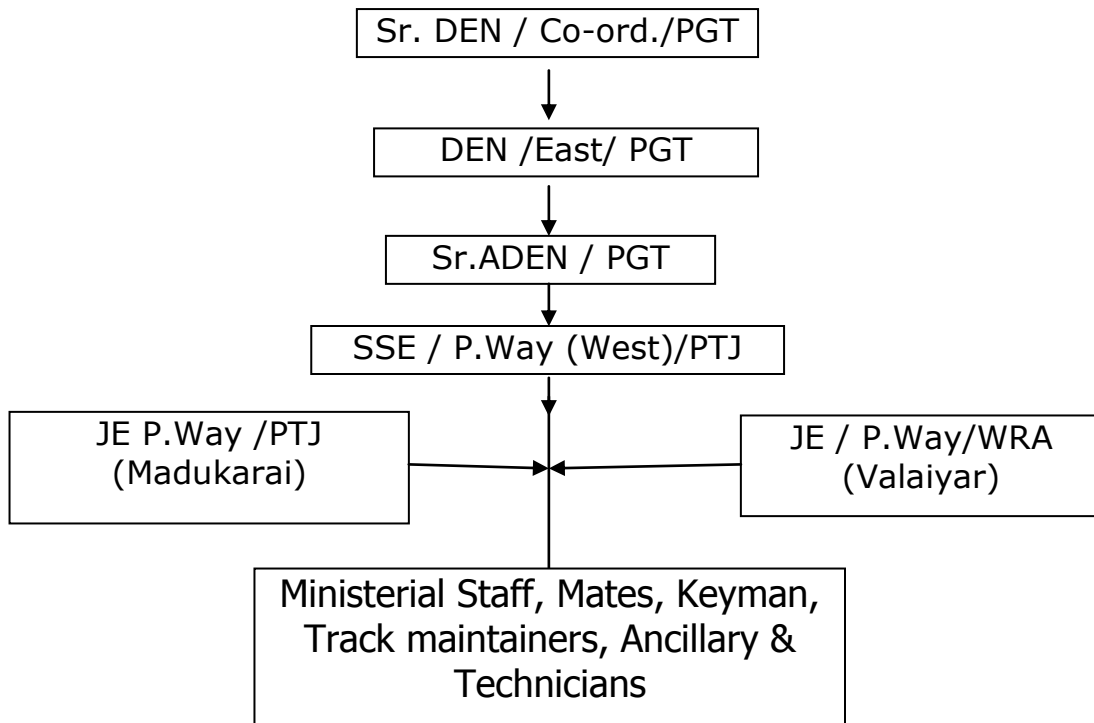 Sr. DEN / Co-ord./PGT
DEN /East/ PGT
Sr.ADEN / PGT
SSE / P.Way (West)/PTJ
JE P.Way /PTJ
(Madukarai)
JE / P.Way/WRA
(Valaiyar)
Ministerial Staff, Mates, Keyman,
Track maintainers, Ancillary &
Technicians